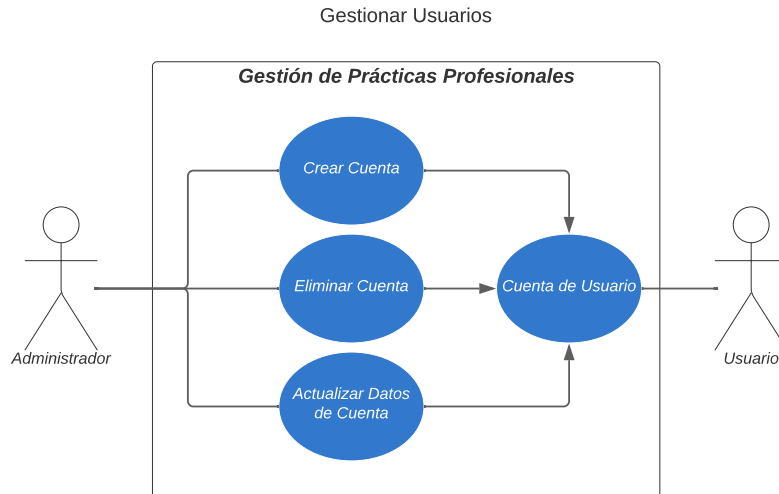 Gestionar Usuarios
Gestión de Prácticas Profesionales
Crear Cuenta
Eliminar Cuenta
Cuenta de Usuario
Administrador
Usuario
Actualizar Datos
de Cuenta